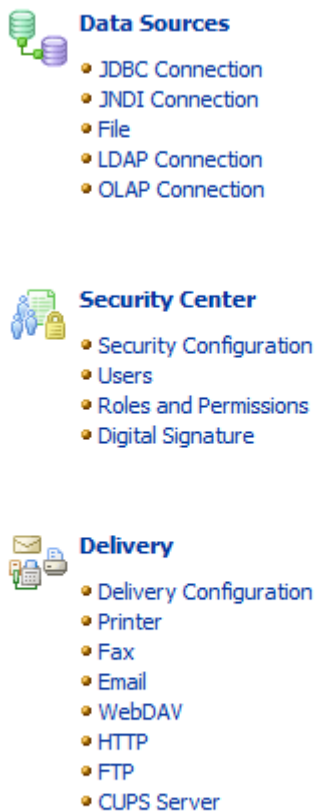 Data Sources
JDBC Connection
JNDI Connection
File
LDAP Connection
OLAP Connection
Security Center
Security Configuration
Users
Roles and Permissions
Digital Signature
Delivery
Delivery Configuration
Printer
Fax
Email
WebDAV
HTTP
FTP
CUPS Server